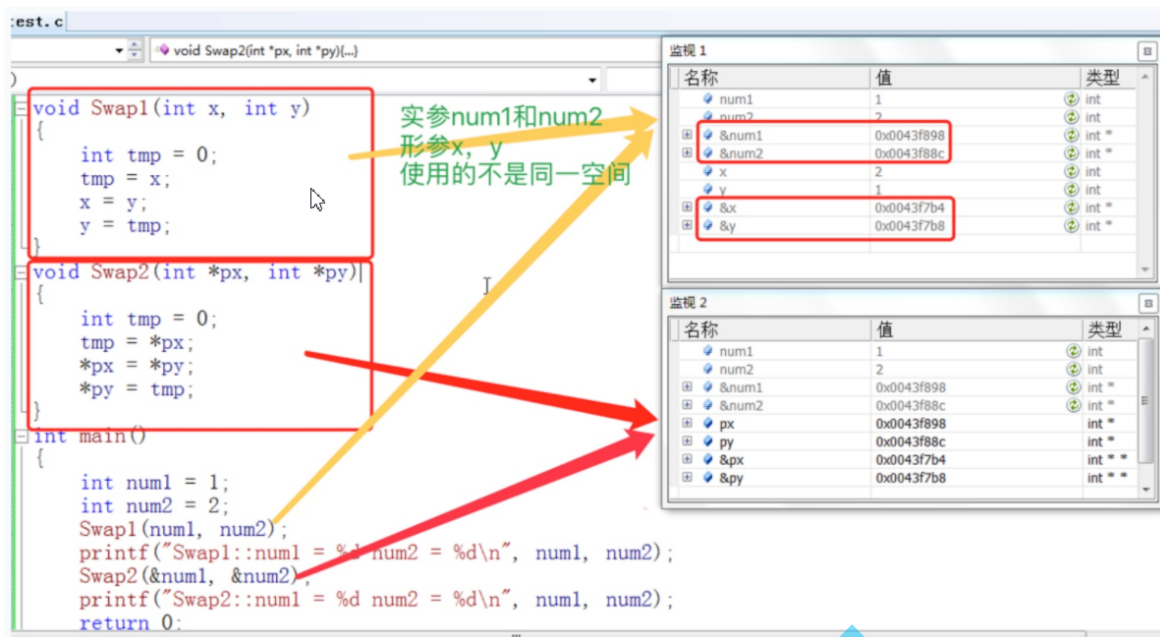 test.c
void Swap2(int *px, int *py){...}
)
void Swap1(int x, int y)
{
int tmp = 0;
tmp = x;
x = y;
y = tmp;
}
void Swap2(int *px, int *py)
{
int tmp = 0;
tmp = *px;
*px = *py;
*py = tmp;
}
int main()
{
int num1 = 1;
int num2 = 2;
Swap1(num1, num2);
printf("Swap1::num1 = %d num2 = %d\n", num1, num2);
Swap2(&num1, &num2);
printf("Swap2::num1 = %d num2 = %d\n", num1, num2);
return 0;
实参num1和num2
形参x，y
使用的不是同一空间
监视 1
名称 值 类型
num1 1 int
num2 2 int
&num1 0x0043f898 int *
&num2 0x0043f88c int *
x 2 int
y 1 int
&x 0x0043f7b4 int *
&y 0x0043f7b8 int *
监视 2
名称 值 类型
num1 1 int
num2 2 int
&num1 0x0043f898 int *
&num2 0x0043f88c int *
px 0x0043f898 int *
py 0x0043f88c int *
&px 0x0043f7b4 int * *
&py 0x0043f7b8 int * *